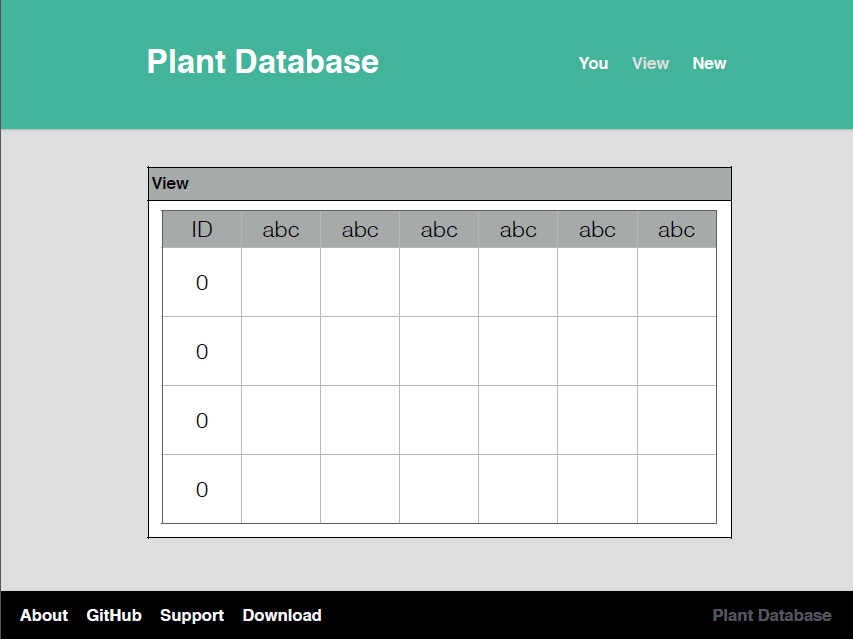 Plant Database You View New
View
ID abc abc abc abc abc abc
0
0
0
0
About GitHub Support Download Plant Database